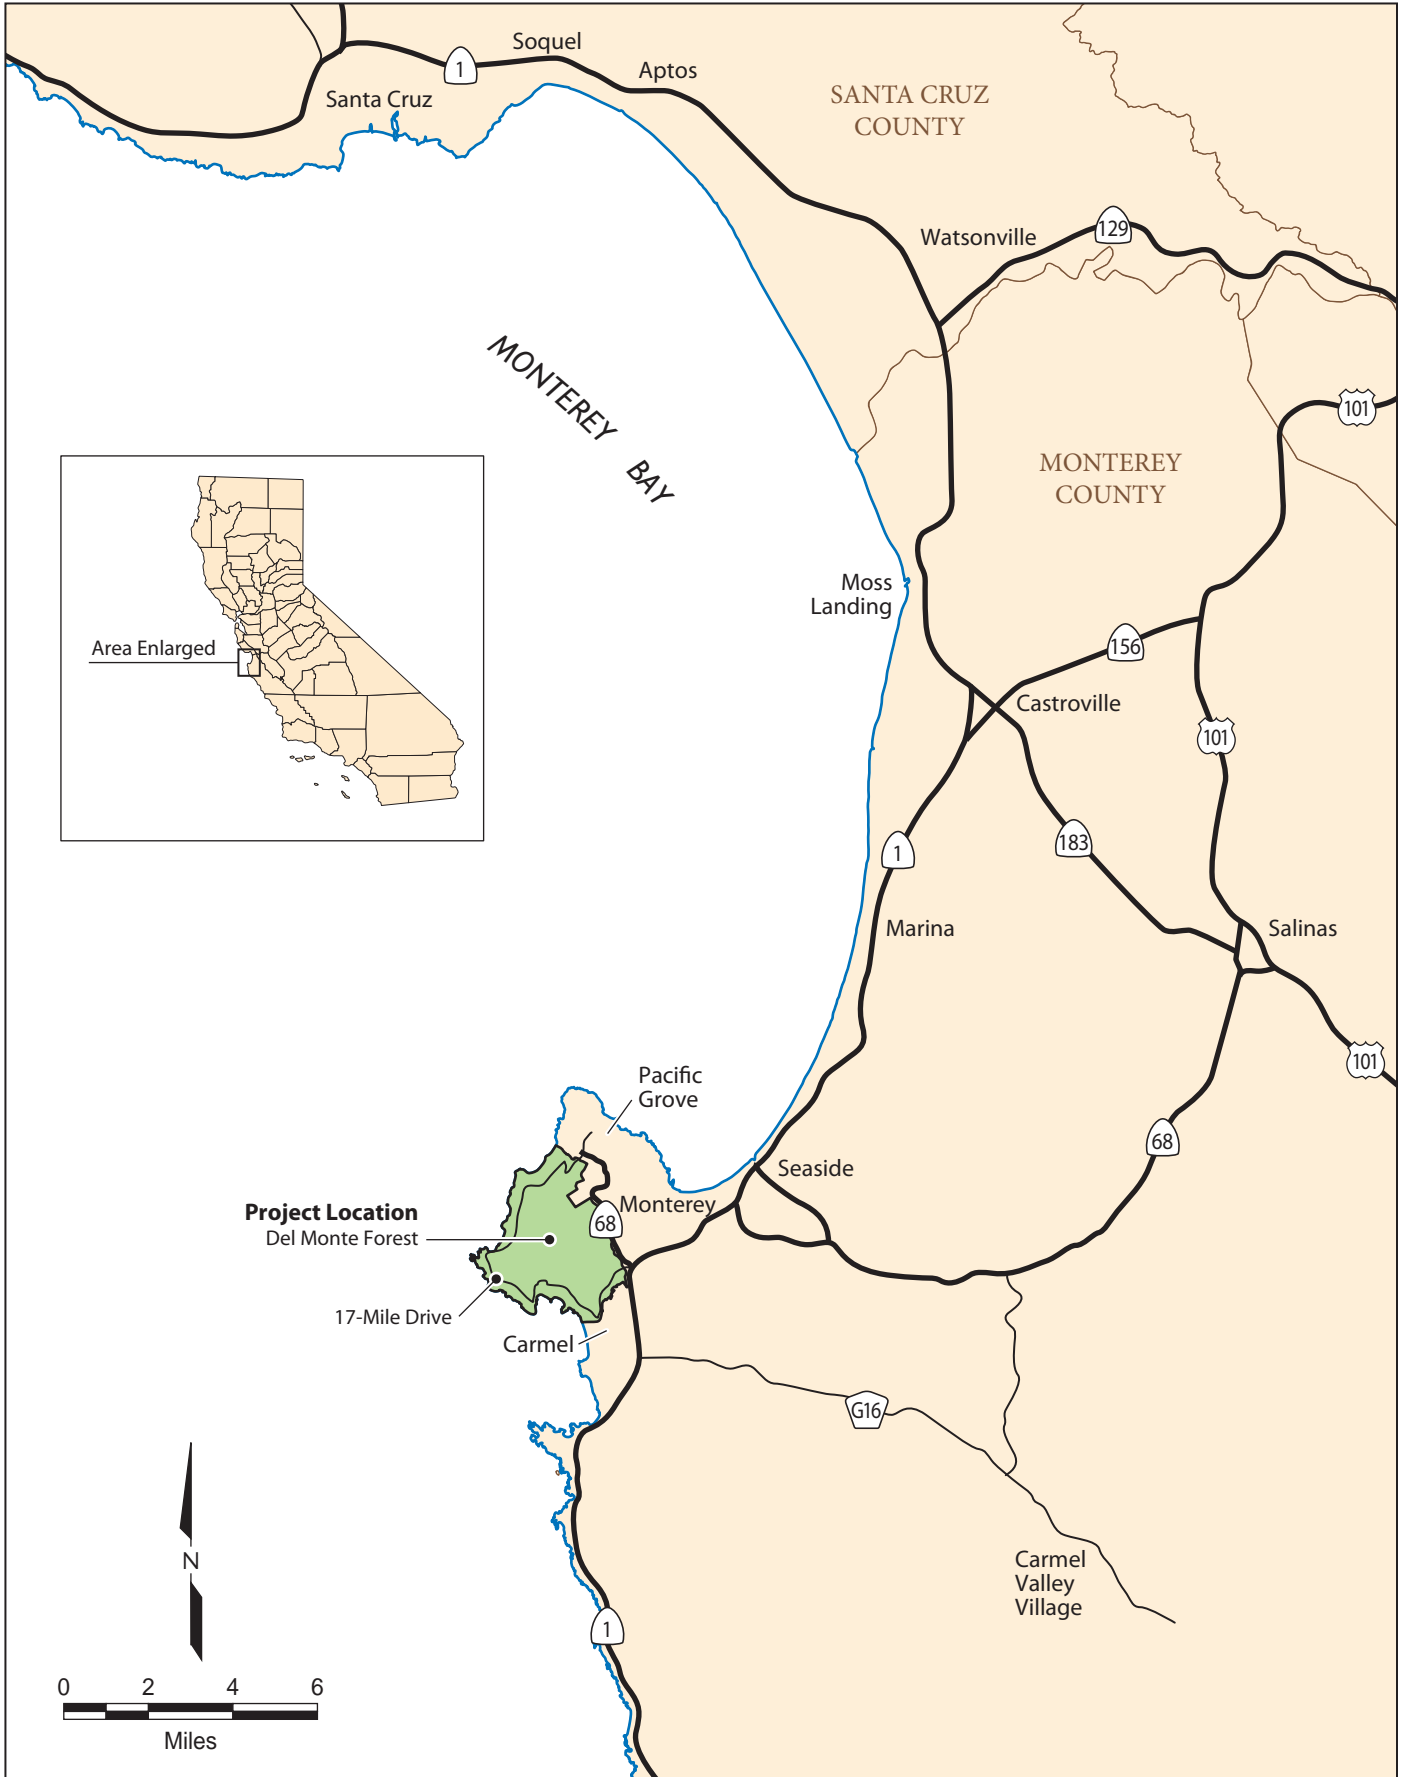 Soquel
1
Aptos
Santa Cruz
SANTA CRUZ
COUNTY
129
Watsonville
MONTEREY BAY
101
MONTEREY
COUNTY
Moss
Landing
156
Area Enlarged
Castroville
101
183
1
Marina
Salinas
101
Pacific
Grove
68
Seaside
Monterey
Project Location
68
Del Monte Forest
17-Mile Drive
Carmel
G16
N
Carmel
Valley
Village
1
0 2 4 6
Miles